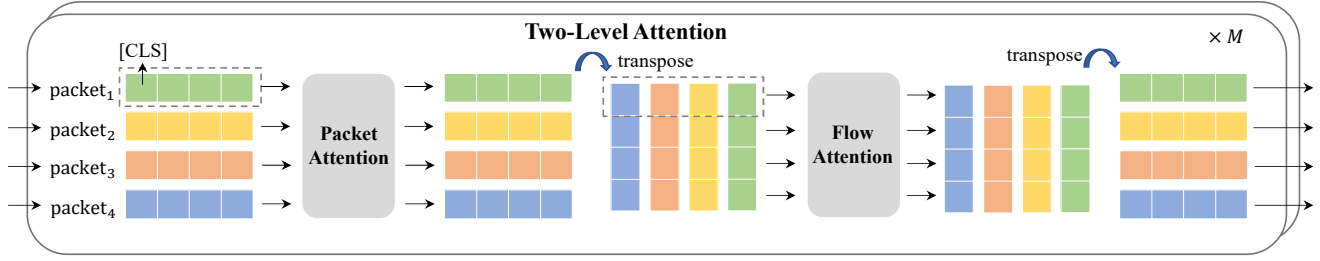 Two-Level Attention
× M
[CLS]
transpose
transpose
packet₁
packet₂
packet₃
packet₄
Packet
Attention
Flow
Attention